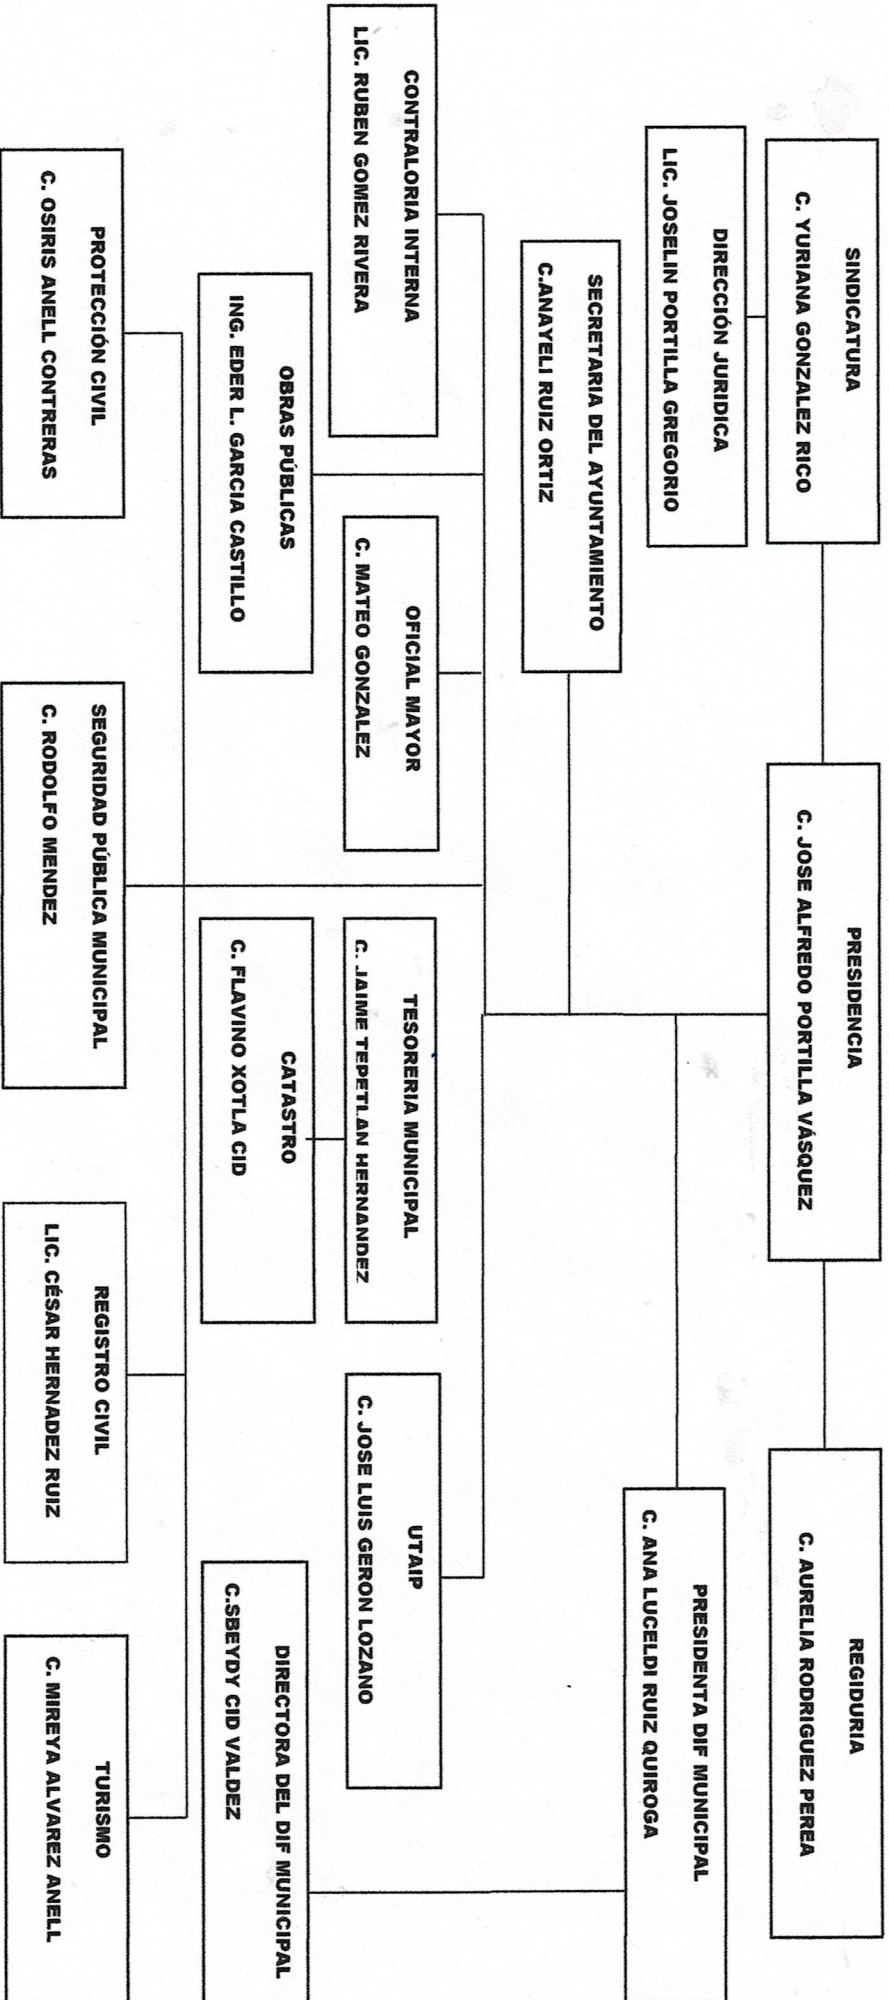 SINDICATURA
C. YURIANA GONZALEZ RICO
PRESIDENCIA
C. JOSE ALFREDO PORTILLA VÁSQUEZ
REGIDURIA
C. AURELIA RODRIGUEZ PEREA
DIRECCIÓN JURIDICA
LIC. JOSELIN PORTILLA GREGORIO
PRESIDENTA DIF MUNICIPAL
C. ANA LUCELDI RUIZ QUIROGA
SECRETARIA DEL AYUNTAMIENTO
C.ANAYELI RUIZ ORTIZ
CONTRALORIA INTERNA
LIC. RUBEN GOMEZ RIVERA
OFICIAL MAYOR
C. MATEO GONZALEZ
TESORERIA MUNICIPAL
C. JAIME TEPETLAN HERNANDEZ
UTAIP
C. JOSE LUIS GERON LOZANO
OBRAS PÚBLICAS
ING. EDER L. GARCIA CASTILLO
CATASTRO
C. FLAVINO XOTLA CID
DIRECTORA DEL DIF MUNICIPAL
C.SBEYDY CID VALDEZ
PROTECCIÓN CIVIL
C. OSIRIS ANELL CONTRERAS
SEGURIDAD PÚBLICA MUNICIPAL
C. RODOLFO MENDEZ
REGISTRO CIVIL
LIC. CÉSAR HERNADEZ RUIZ
TURISMO
C. MIREYA ALVAREZ ANELL